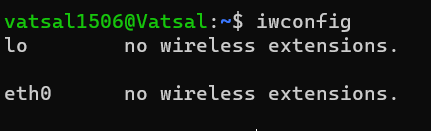 vatsal1506@Vatsal:~$ iwconfig
lo        no wireless extensions.
eth0      no wireless extensions.